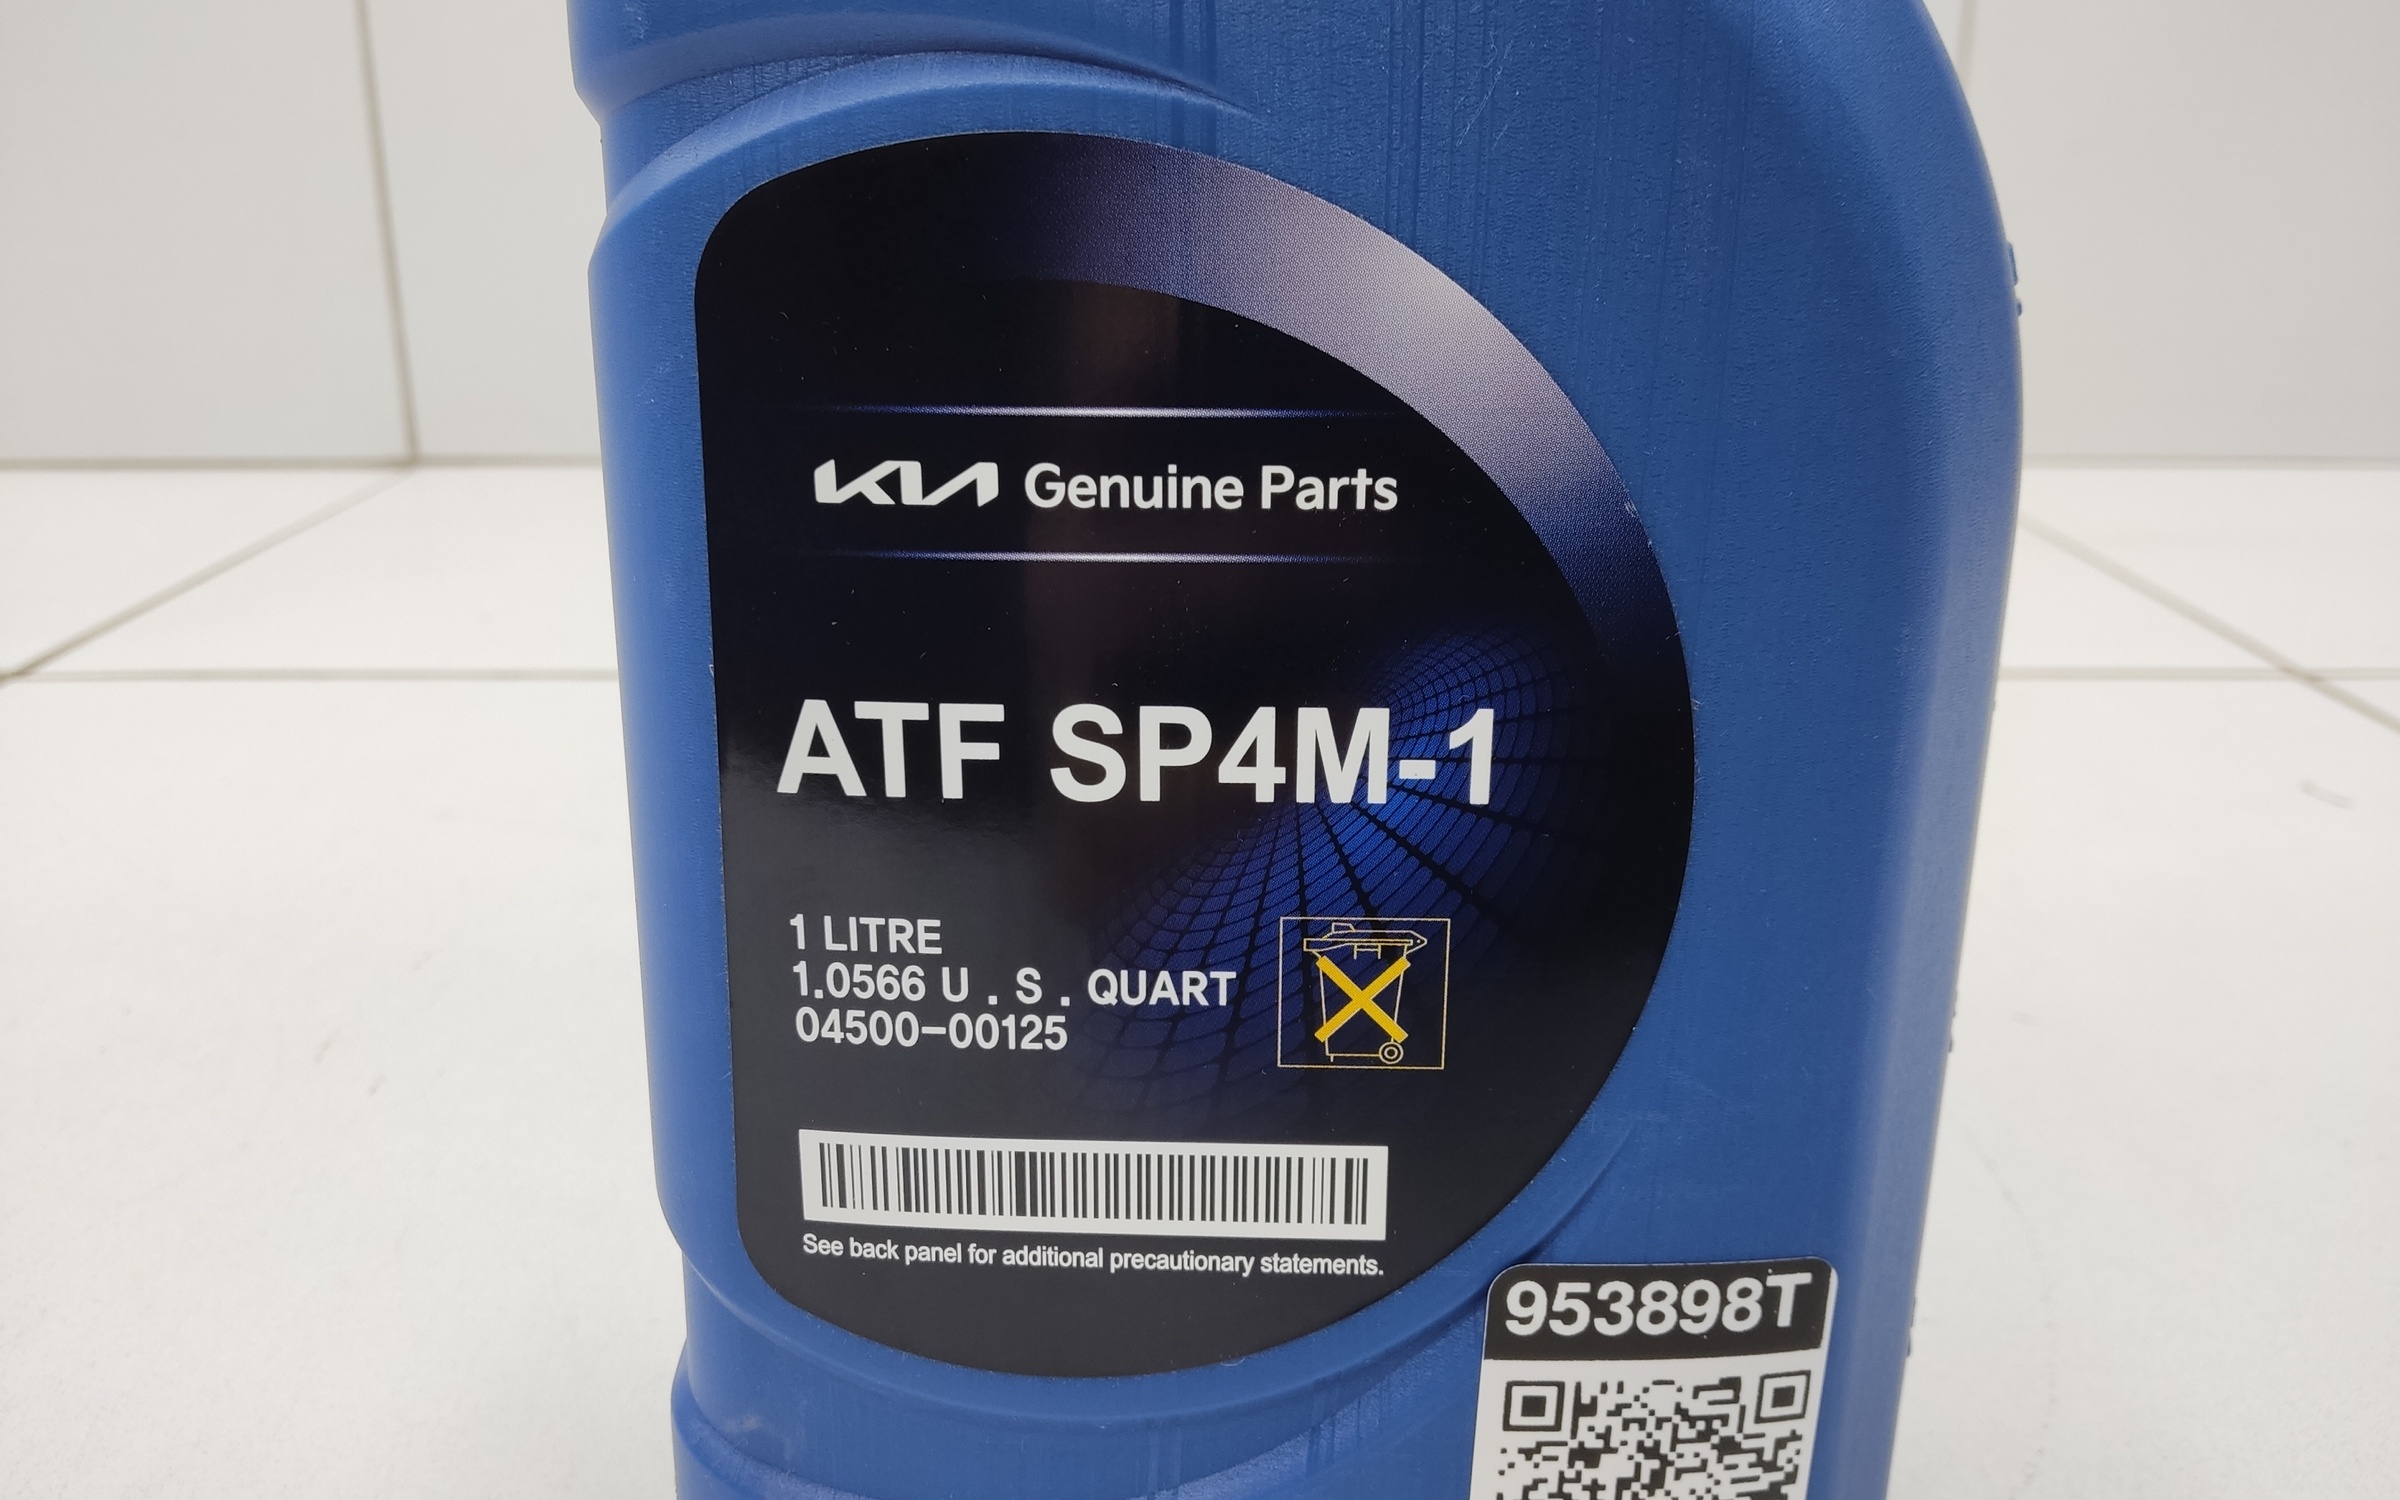 KIA Genuine Parts
ATF SP4M-1
1 LITRE
1.0566 U . S . QUART
04500-00125
See back panel for additional precautionary statements.
953898T